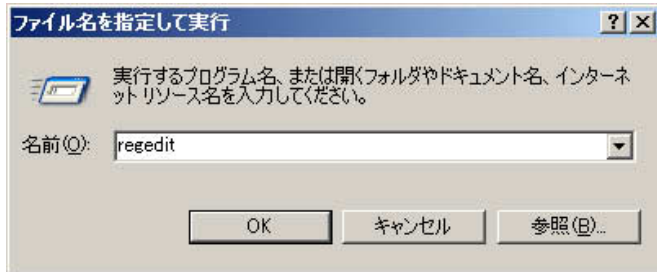 ファイル名を指定して実行
実行するプログラム名、または開くフォルダやドキュメント名、インターネ
ット リソース名を入力してください。
名前(O): regedit
OK キャンセル 参照(B)...